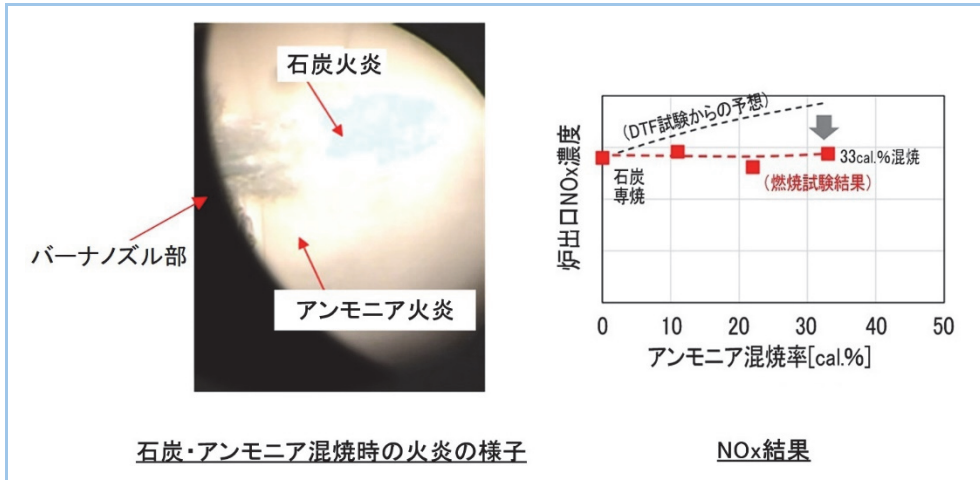 石炭火炎
バーナノズル部
アンモニア火炎
石炭・アンモニア混焼時の火炎の様子
炉出口NOx濃度
(DTF試験からの予想)
33cal.%混焼
石炭
専焼
(燃焼試験結果)
0 10 20 30 40 50
アンモニア混焼率[cal.%]
NOx結果